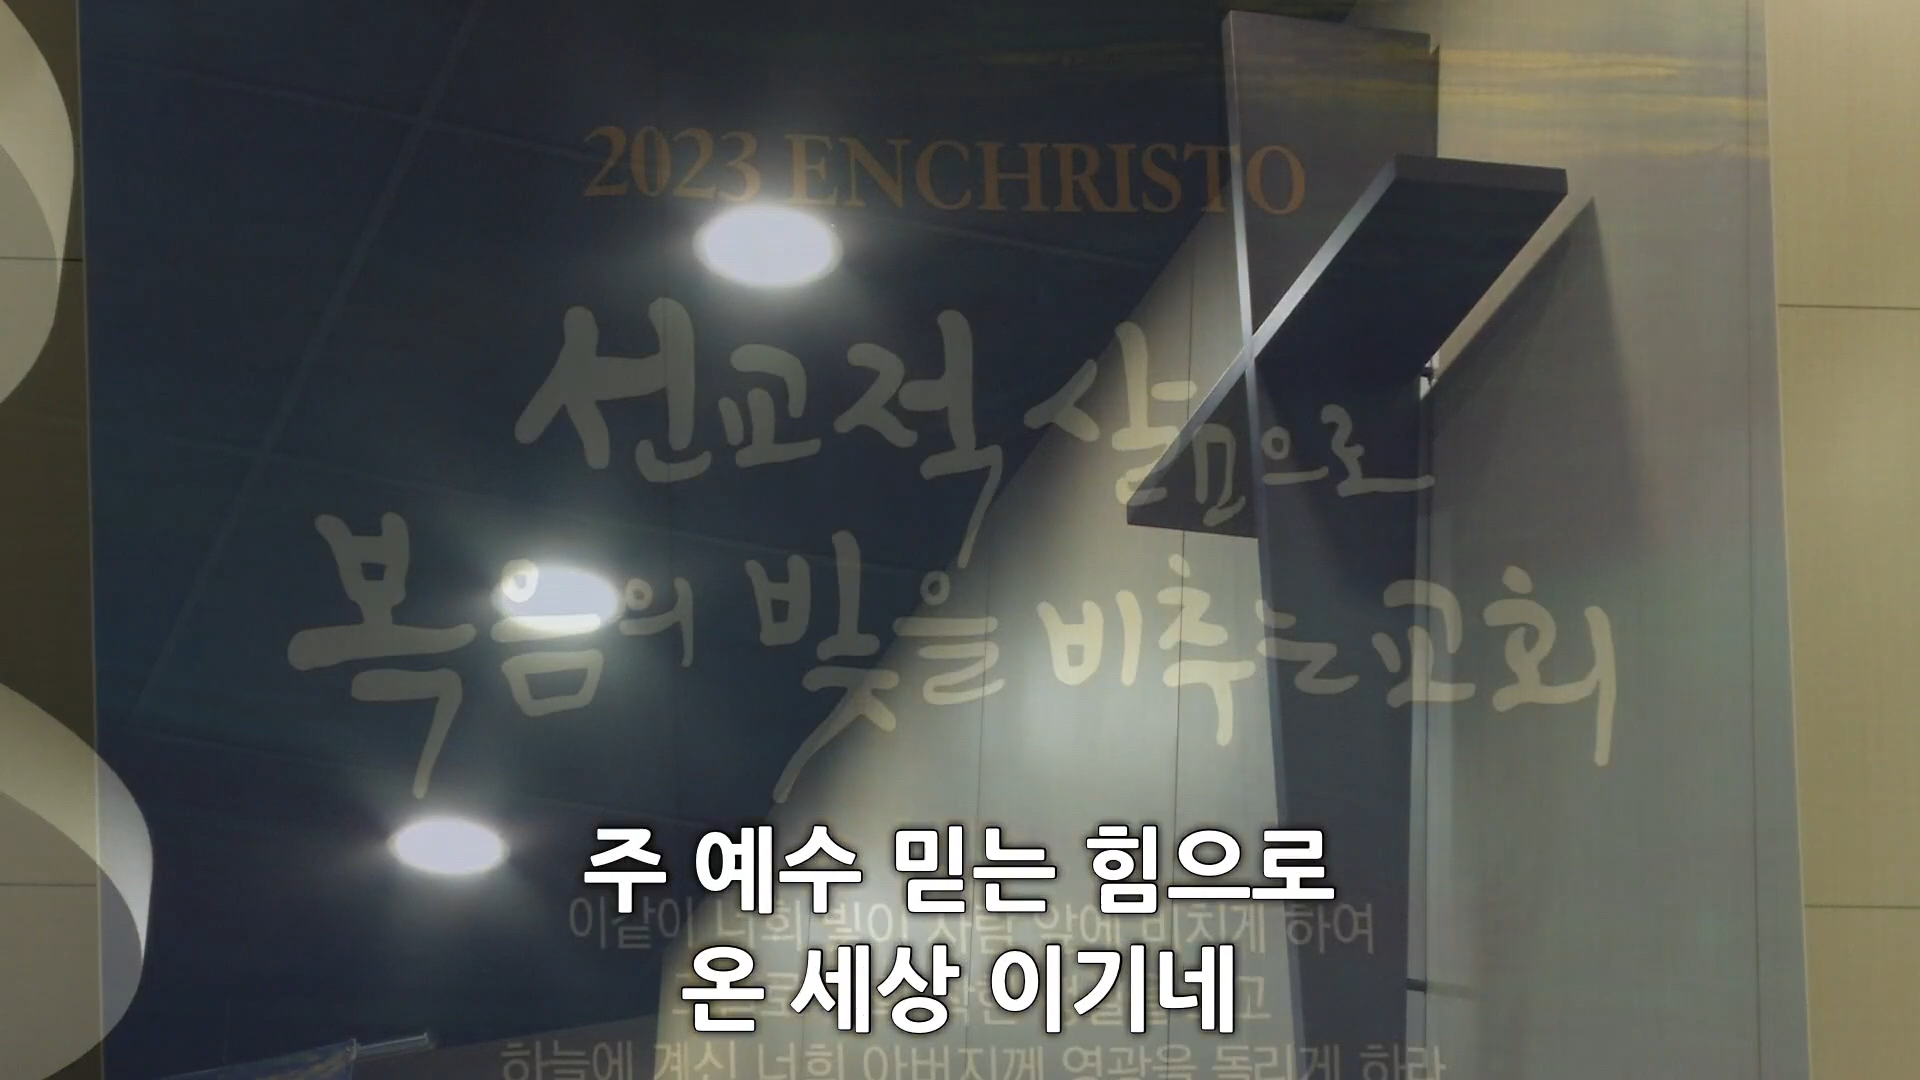 2023 ENCHRISTO
선교적 삶으로
복음의 빛을 비추는 교회
주 예수 믿는 힘으로
이같이 너희 빛이 사람 앞에 비치게 하여
온 세상 이기네
하늘에 계신 너희 아버지께 영광을 돌리게 하라